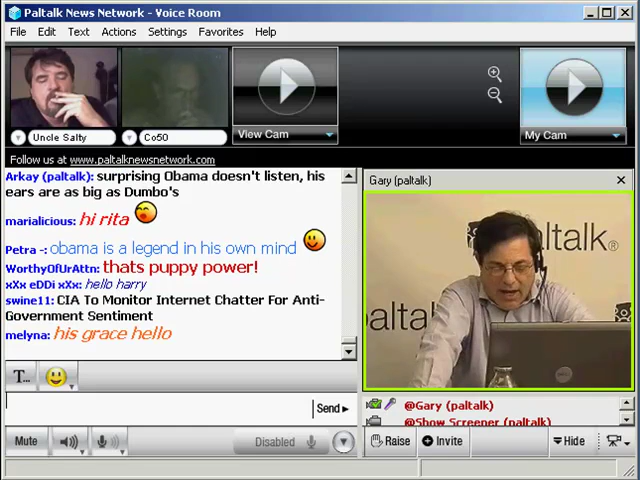 Paltalk News Network - Voice Room
File Edit Text Actions Settings Favorites Help
Uncle Salty
Co50
View Cam
My Cam
Follow us at www.paltalknewsnetwork.com
Arkay (paltalk): surprising Obama doesn't listen, his
ears are as big as Dumbo's
marialicious: hi rita
Petra -: obama is a legend in his own mind
WorthyOfUrAttn: thats puppy power!
xXx eDDi xXx: hello harry
swine11: CIA To Monitor Internet Chatter For Anti-
Government Sentiment
melyna: his grace hello
T...
Send
Mute
Disabled
Gary (paltalk)
paltalk
paltalk®
paltalk
@Gary (paltalk)
@Show Screener (paltalk)
Raise Invite Hide